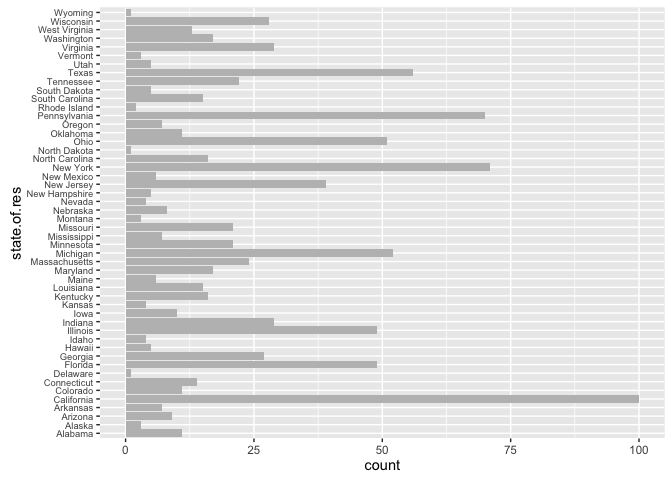 Wyoming
Wisconsin
West Virginia
Washington
Virginia
Vermont
Utah
Texas
Tennessee
South Dakota
South Carolina
Rhode Island
Pennsylvania
Oregon
Oklahoma
Ohio
North Dakota
North Carolina
New York
New Mexico
New Jersey
New Hampshire
Nevada
Nebraska
Montana
Missouri
Mississippi
Minnesota
Michigan
Massachusetts
Maryland
Maine
Louisiana
Kentucky
Kansas
Iowa
Indiana
Illinois
Idaho
Hawaii
Georgia
Florida
Delaware
Connecticut
Colorado
California
Arkansas
Arizona
Alaska
Alabama
state.of.res
0 25 50 75 100
count